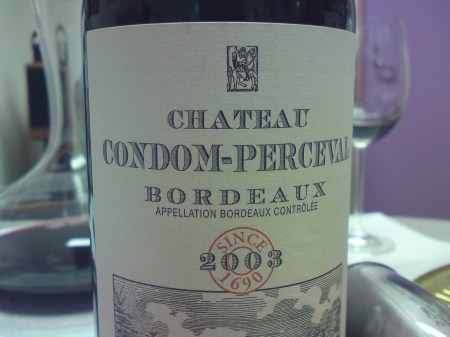 CHATEAU
CONDOM-PERCEVAL
BORDEAUX
APPELLATION BORDEAUX CONTRÔLÉE
SINCE
2003
1690